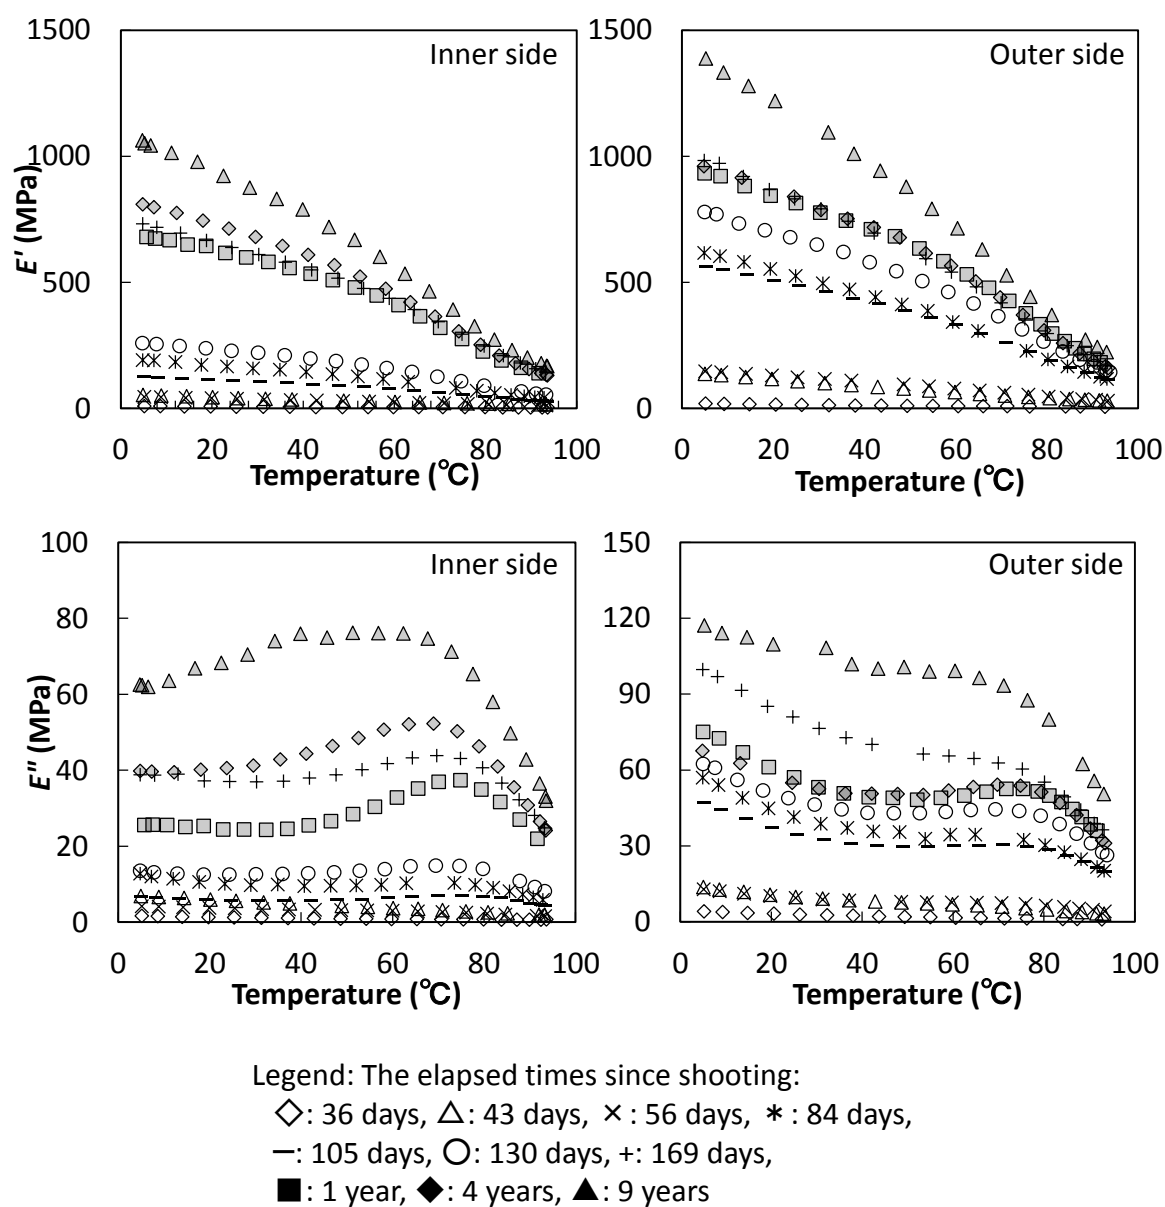 1500
1000
500
0
E' (MPa)
Inner side
0 20 40 60 80 100
Temperature (℃)
1500
1000
500
0
Outer side
0 20 40 60 80 100
Temperature (℃)
100
80
60
40
20
0
E" (MPa)
Inner side
0 20 40 60 80 100
Temperature (℃)
150
120
90
60
30
0
Outer side
0 20 40 60 80 100
Temperature (℃)
Legend: The elapsed times since shooting:
◇: 36 days, △: 43 days, ×: 56 days, ＊: 84 days,
−: 105 days, ○: 130 days, +: 169 days,
■: 1 year, ◆: 4 years, ▲: 9 years